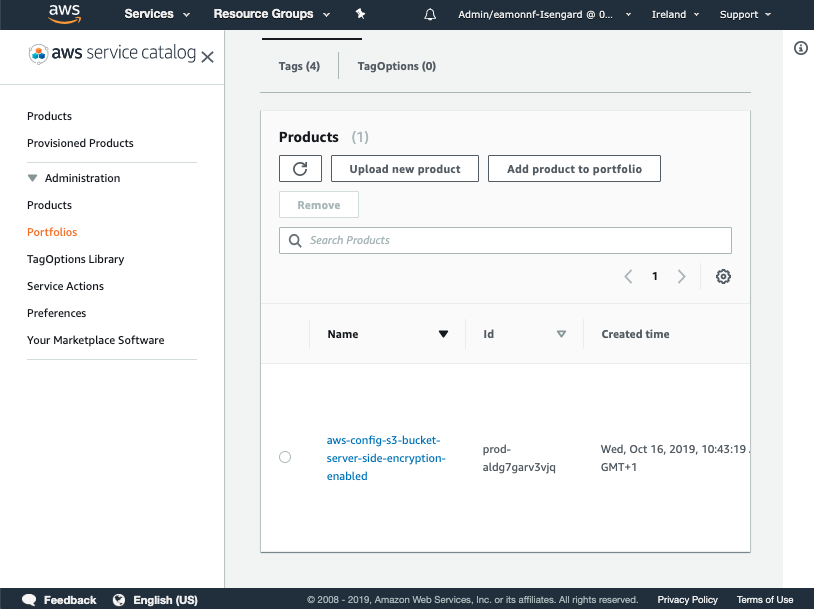 aws Services Resource Groups Admin/eamonnf-Isengard @ 0... Ireland Support
aws service catalog
Products
Provisioned Products
Administration
Products
Portfolios
TagOptions Library
Service Actions
Preferences
Your Marketplace Software
Tags (4) TagOptions (0)
Products (1)
Upload new product Add product to portfolio
Remove
Search Products
1
Name Id Created time
aws-config-s3-bucket-
server-side-encryption-
enabled
prod-
aldg7garv3vjq
Wed, Oct 16, 2019, 10:43:19
GMT+1
Feedback English (US) © 2008 - 2019, Amazon Web Services, Inc. or its affiliates. All rights reserved. Privacy Policy Terms of Use